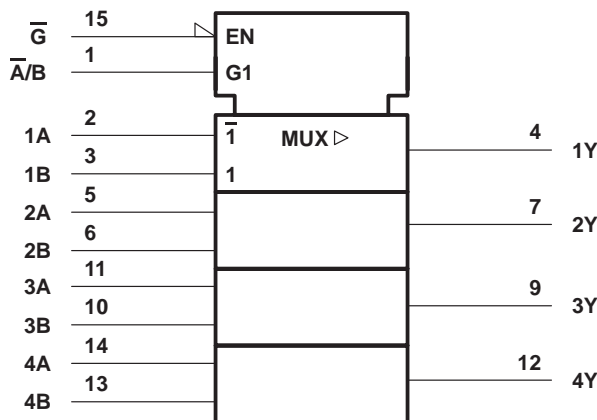 G̅ 15 EN
A̅/B 1 G1
1A 2 1̅ MUX ▷ 4 1Y
1B 3 1
2A 5 7 2Y
2B 6
3A 11 9 3Y
3B 10
4A 14 12 4Y
4B 13